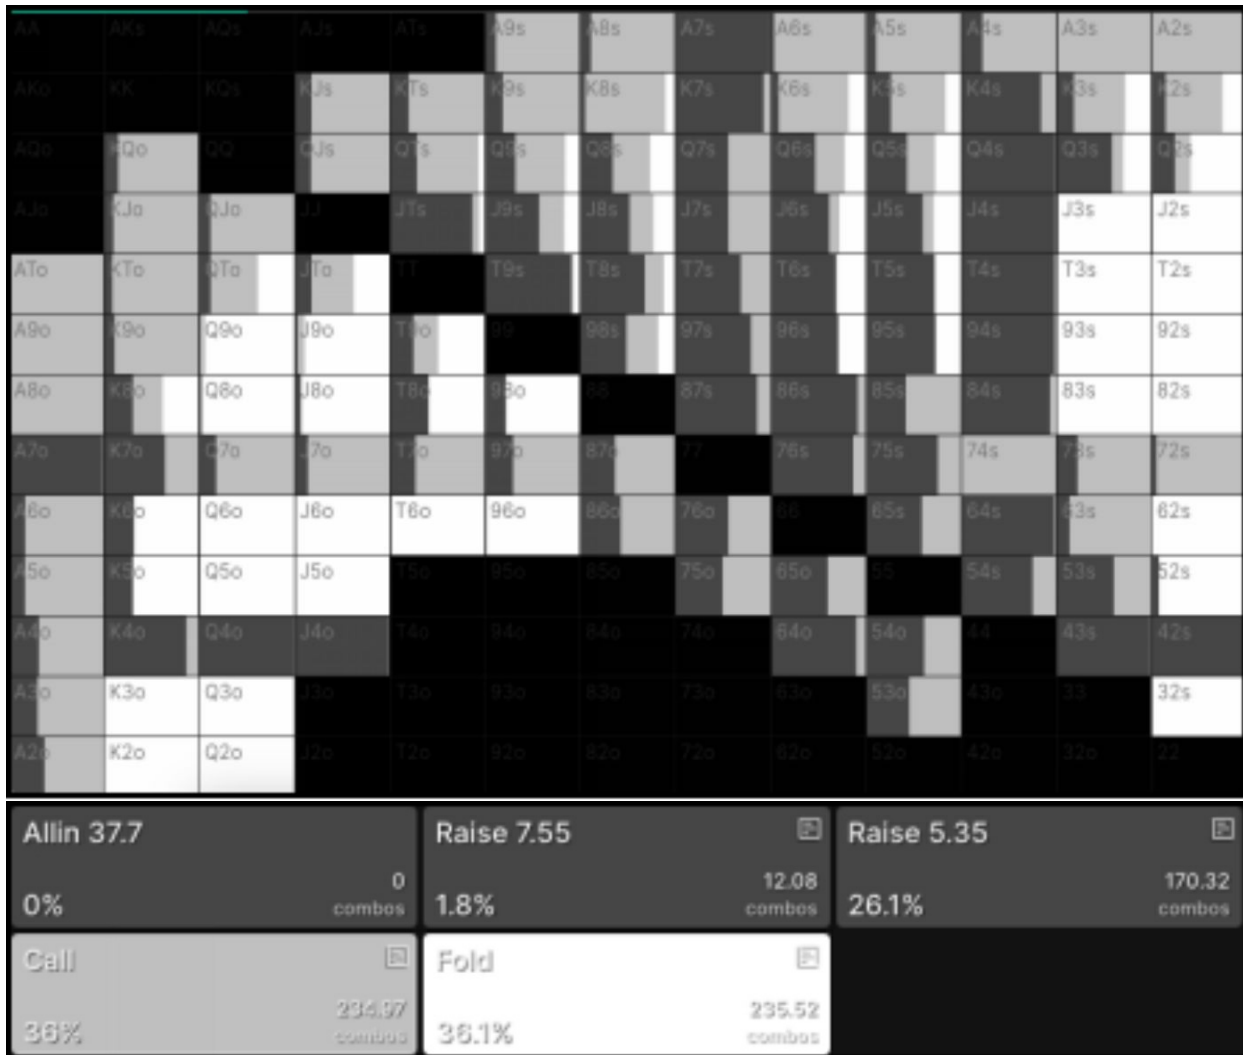 AA AKs AQs AJs ATs A9s A8s A7s A6s A5s A4s A3s A2s
AKo KK KQs KJs KTs K9s K8s K7s K6s K5s K4s K3s K2s
AQo KQo QQ QJs QTs Q9s Q8s Q7s Q6s Q5s Q4s Q3s Q2s
AJo KJo QJo JJ JTs J9s J8s J7s J6s J5s J4s J3s J2s
ATo KTo QTo JTo TT T9s T8s T7s T6s T5s T4s T3s T2s
A9o K9o Q9o J9o T9o 99 98s 97s 96s 95s 94s 93s 92s
A8o K8o Q8o J8o T8o 98o 88 87s 86s 85s 84s 83s 82s
A7o K7o Q7o J7o T7o 97o 87o 77 76s 75s 74s 73s 72s
A6o K6o Q6o J6o T6o 96o 86o 76o 66 65s 64s 63s 62s
A5o K5o Q5o J5o T5o 95o 85o 75o 65o 55 54s 53s 52s
A4o K4o Q4o J4o T4o 94o 84o 74o 64o 54o 44 43s 42s
A3o K3o Q3o J3o T3o 93o 83o 73o 63o 53o 43o 33 32s
A2o K2o Q2o J2o T2o 92o 82o 72o 62o 52o 42o 32o 22
Allin 37.7
0
0%
combos
Raise 7.55
12.08
1.8%
combos
Raise 5.35
170.32
26.1%
combos
Call
234.97
36%
combos
Fold
235.52
36.1%
combos